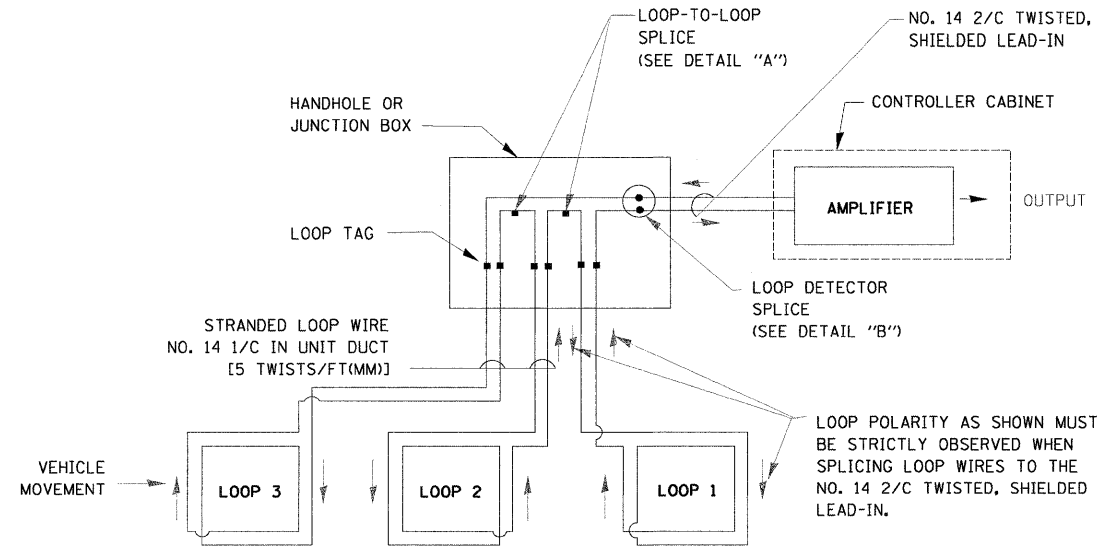 LOOP-TO-LOOP
SPLICE
(SEE DETAIL "A")
NO. 14 2/C TWISTED,
SHIELDED LEAD-IN
HANDHOLE OR
JUNCTION BOX
CONTROLLER CABINET
AMPLIFIER
OUTPUT
LOOP TAG
LOOP DETECTOR
SPLICE
(SEE DETAIL "B")
STRANDED LOOP WIRE
NO. 14 1/C IN UNIT DUCT
[5 TWISTS/FT(MM)]
LOOP POLARITY AS SHOWN MUST
BE STRICTLY OBSERVED WHEN
SPLICING LOOP WIRES TO THE
NO. 14 2/C TWISTED, SHIELDED
LEAD-IN.
VEHICLE
MOVEMENT
LOOP 3
LOOP 2
LOOP 1